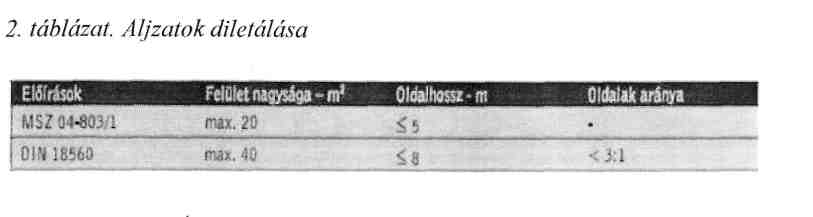 2. táblázat. Aljzatok diletálása
Előírások Felület nagysága – m² Oldalhossz - m Oldalak aránya
MSZ 04-803/1 max. 20 ≤ 5 •
DIN 18560 max. 40 ≤ 8 < 3:1